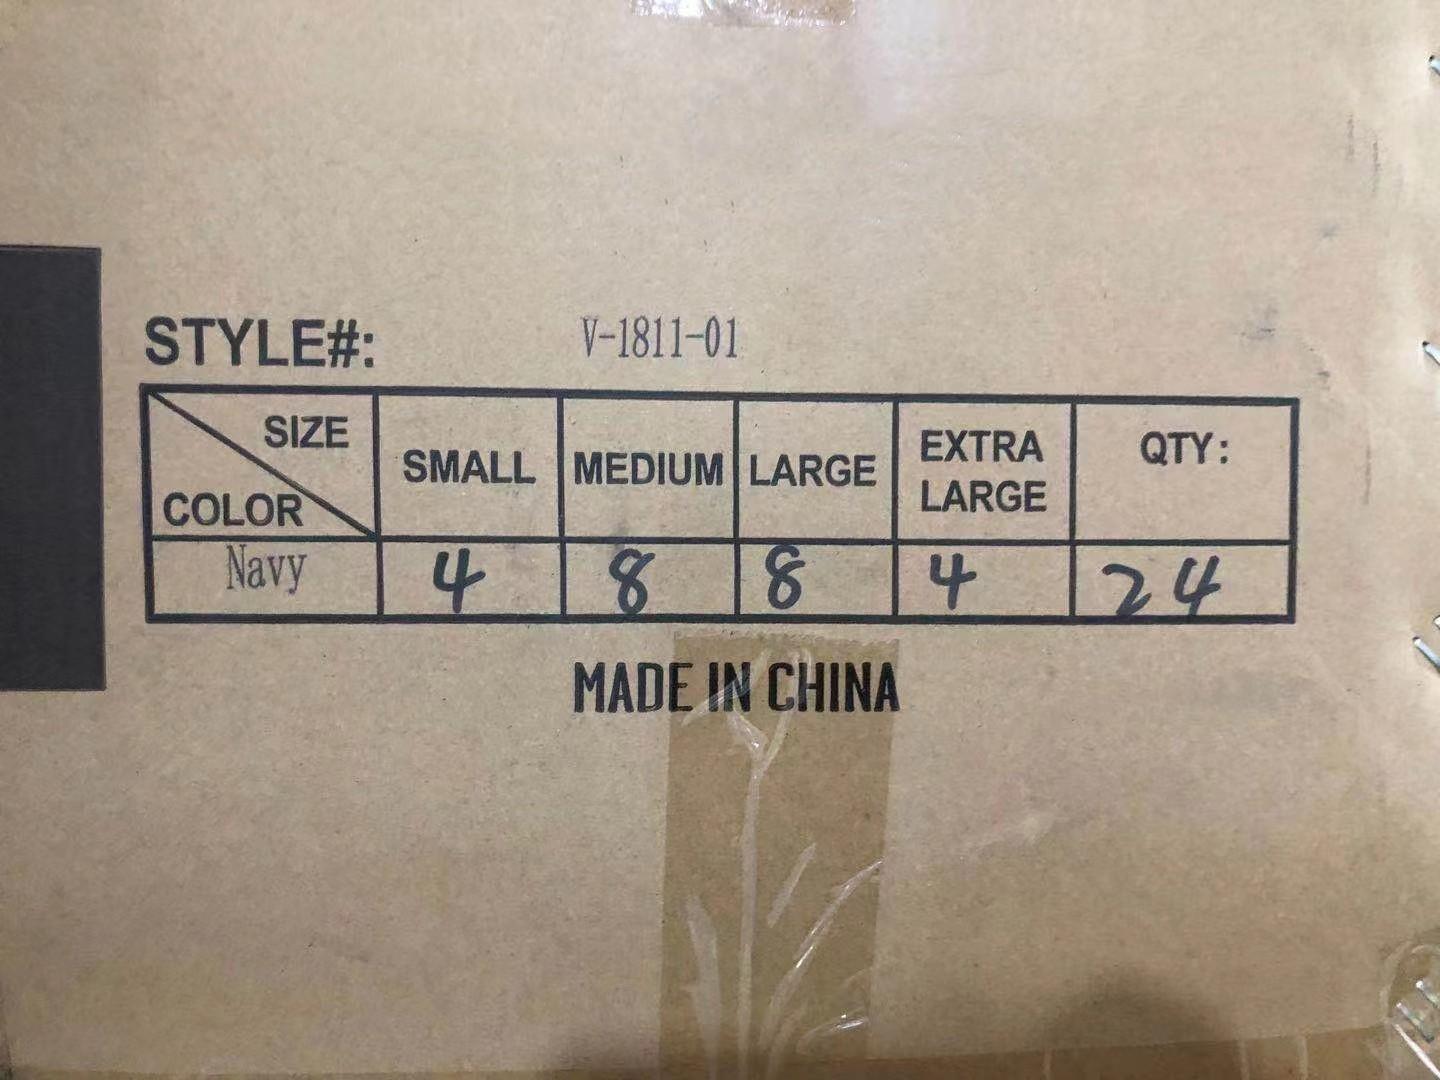 STYLE#: V-1811-01
SIZE
COLOR SMALL MEDIUM LARGE EXTRA LARGE QTY:
Navy 4 8 8 4 24
MADE IN CHINA